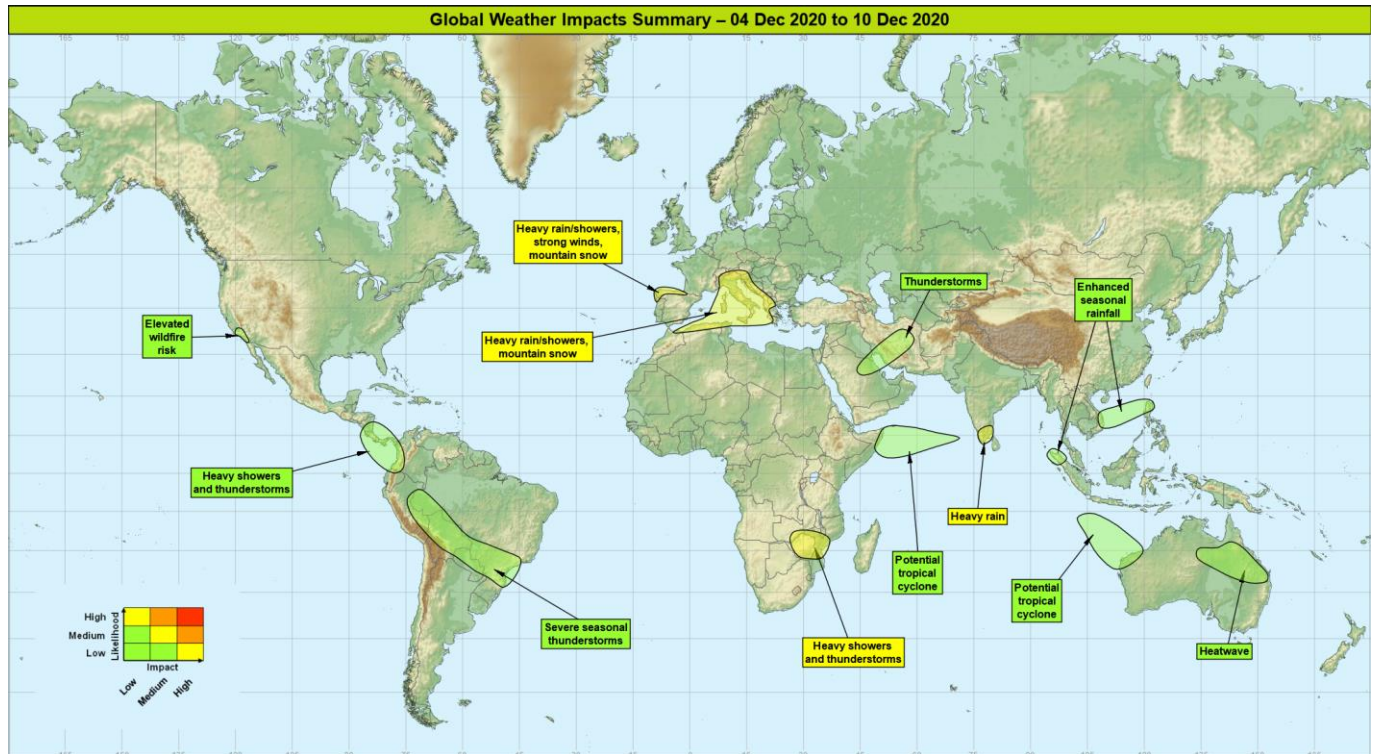 Global Weather Impacts Summary – 04 Dec 2020 to 10 Dec 2020
Heavy rain/showers,
strong winds,
mountain snow
Heavy rain/showers,
mountain snow
Thunderstorms
Enhanced
seasonal
rainfall
Elevated
wildfire
risk
Heavy showers
and thunderstorms
Heavy rain
Potential
tropical
cyclone
Potential
tropical
cyclone
Severe seasonal
thunderstorms
Heavy showers
and thunderstorms
Heatwave
High
Medium
Low
Likelihood
Impact
Low
Medium
High